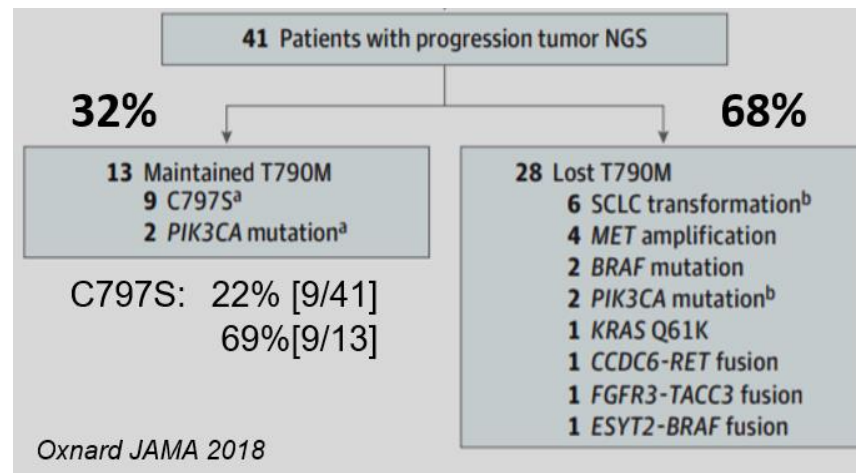 41 Patients with progression tumor NGS
32%
68%
13 Maintained T790M
9 C797Sᵃ
2 PIK3CA mutationᵃ
28 Lost T790M
6 SCLC transformationᵇ
4 MET amplification
2 BRAF mutation
2 PIK3CA mutationᵇ
1 KRAS Q61K
1 CCDC6-RET fusion
1 FGFR3-TACC3 fusion
1 ESYT2-BRAF fusion
C797S: 22% [9/41]
69%[9/13]
Oxnard JAMA 2018